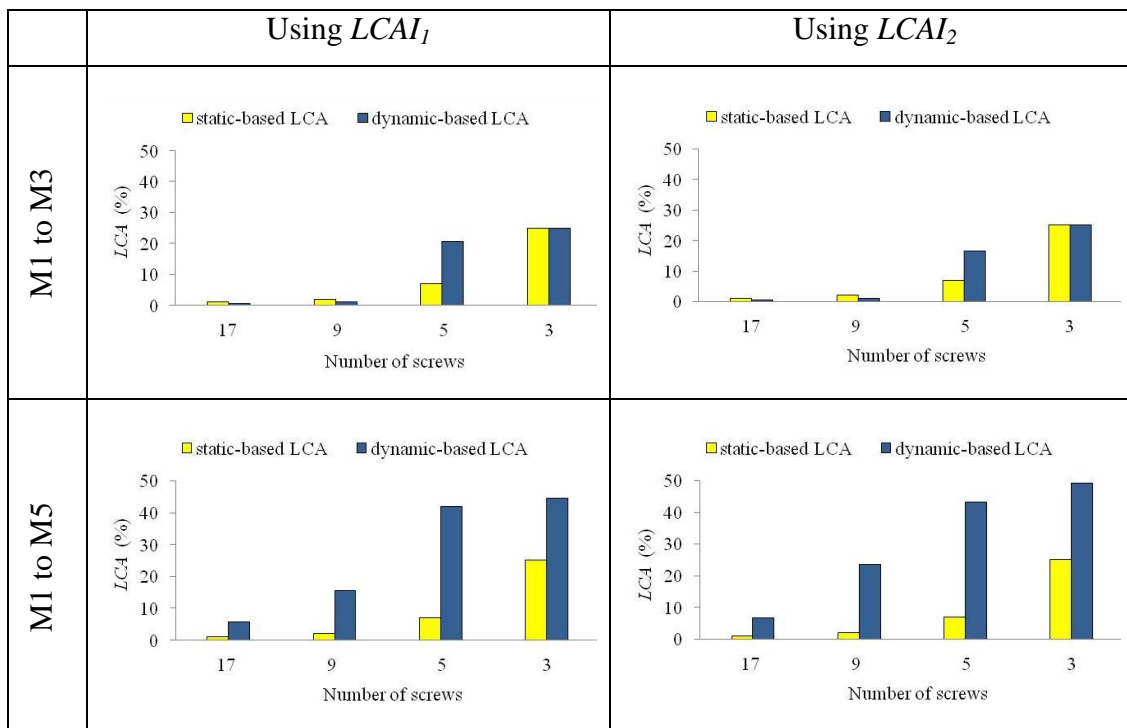 Using LCAI1
Using LCAI2
M1 to M3
static-based LCA dynamic-based LCA
50
40
30
20
10
0
LCA (%)
17 9 5 3
Number of screws
static-based LCA dynamic-based LCA
50
40
30
20
10
0
LCA (%)
17 9 5 3
Number of screws
M1 to M5
static-based LCA dynamic-based LCA
50
40
30
20
10
0
LCA (%)
17 9 5 3
Number of screws
static-based LCA dynamic-based LCA
50
40
30
20
10
0
LCA (%)
17 9 5 3
Number of screws